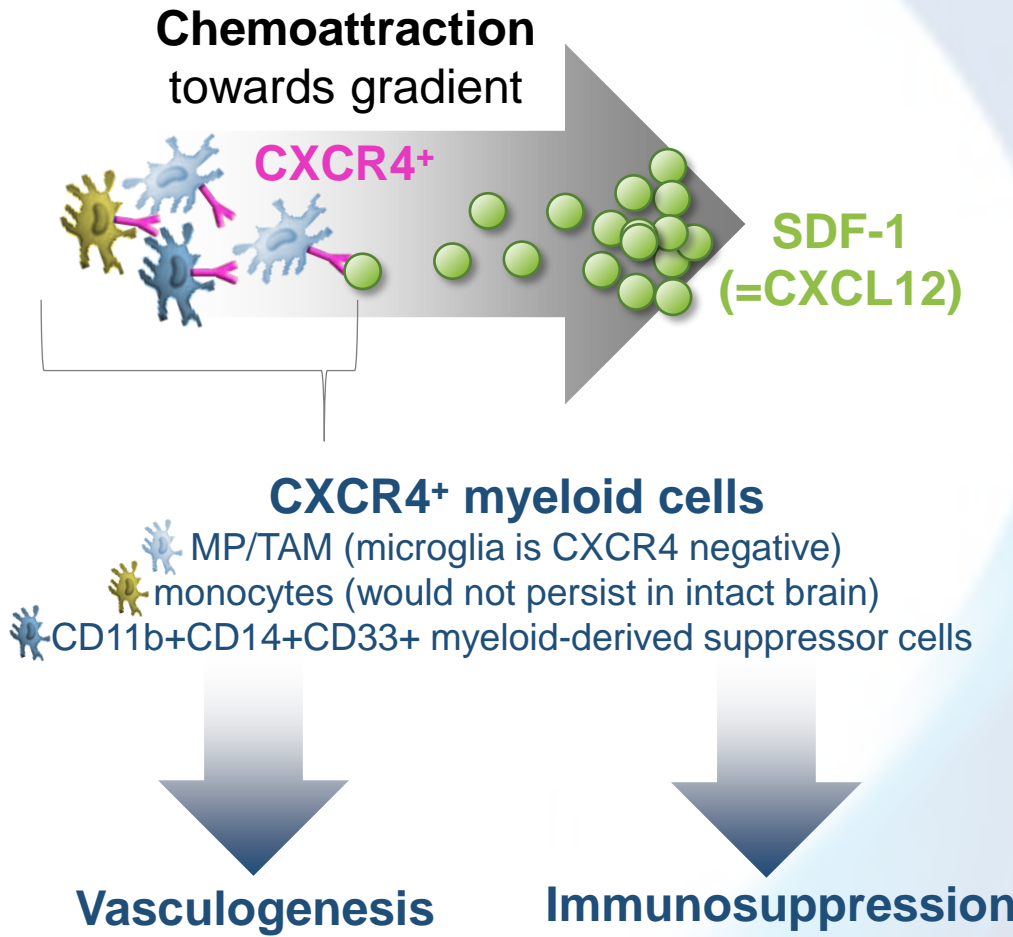 Chemoattraction
towards gradient
CXCR4⁺
SDF-1
(=CXCL12)
CXCR4⁺ myeloid cells
MP/TAM (microglia is CXCR4 negative)
monocytes (would not persist in intact brain)
CD11b+CD14+CD33+ myeloid-derived suppressor cells
Vasculogenesis
Immunosuppression